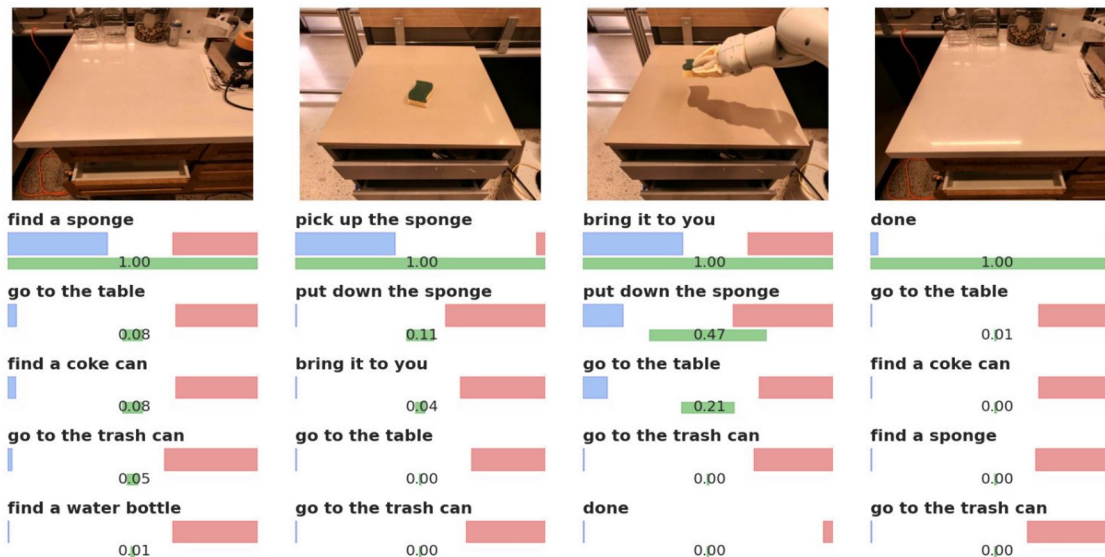 find a sponge
1.00
go to the table
0.08
find a coke can
0.08
go to the trash can
0.05
find a water bottle
0.01
pick up the sponge
1.00
put down the sponge
0.11
bring it to you
0.04
go to the table
0.00
go to the trash can
0.00
bring it to you
1.00
put down the sponge
0.47
go to the table
0.21
go to the trash can
0.00
done
0.00
done
1.00
go to the table
0.01
find a coke can
0.00
find a sponge
0.00
go to the trash can
0.00